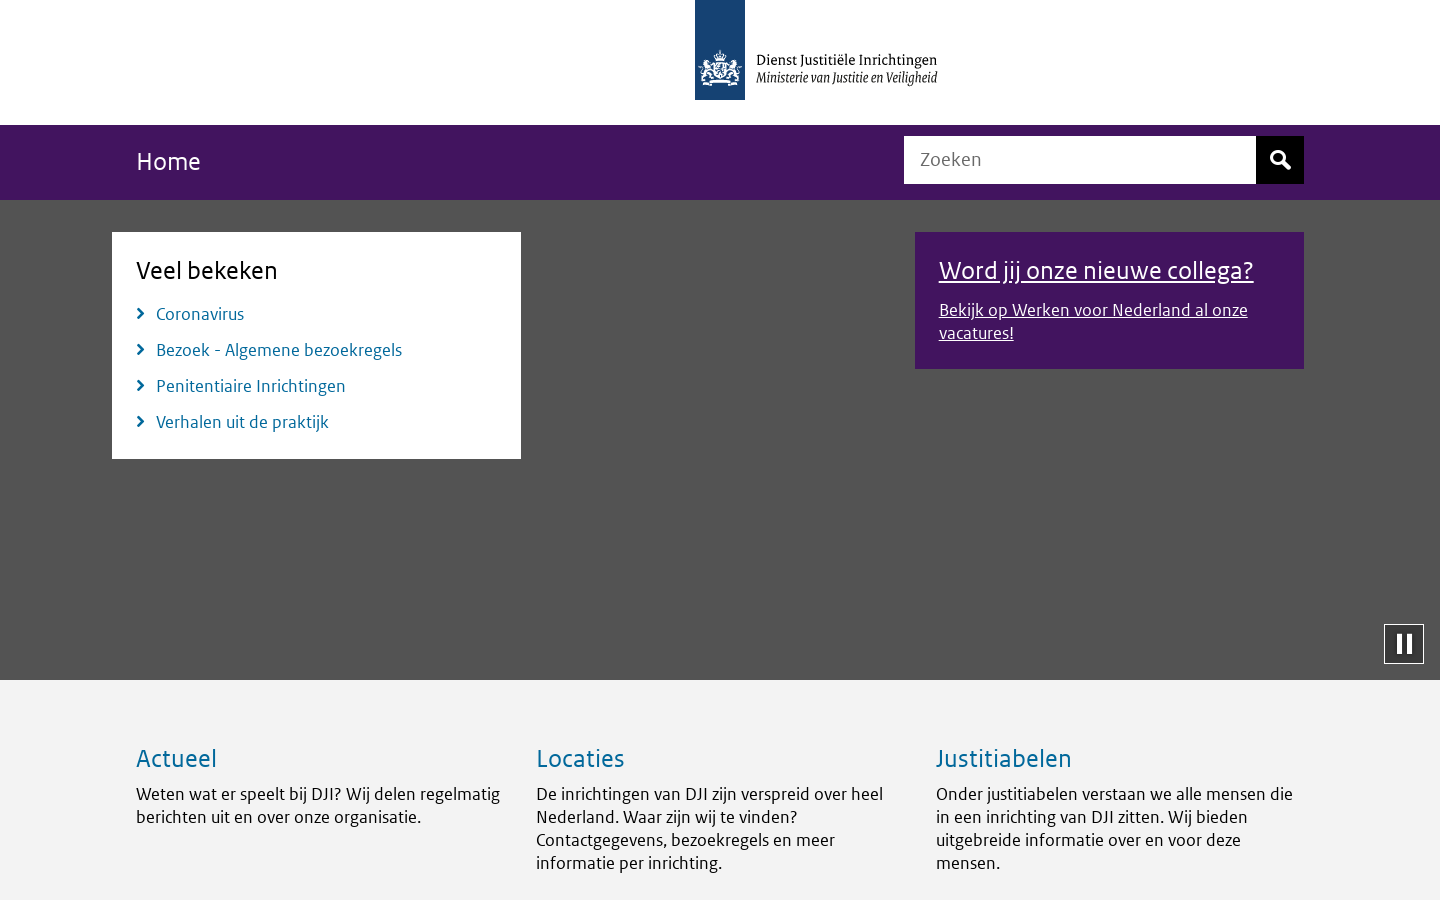 Dienst Justitiële Inrichtingen
Ministerie van Justitie en Veiligheid
Home
Zoeken
Veel bekeken
Coronavirus
Bezoek - Algemene bezoekregels
Penitentiaire Inrichtingen
Verhalen uit de praktijk
Word jij onze nieuwe collega?
Bekijk op Werken voor Nederland al onze
vacatures!
Actueel
Weten wat er speelt bij DJI? Wij delen regelmatig
berichten uit en over onze organisatie.
Locaties
De inrichtingen van DJI zijn verspreid over heel
Nederland. Waar zijn wij te vinden?
Contactgegevens, bezoekregels en meer
informatie per inrichting.
Justitiabelen
Onder justitiabelen verstaan we alle mensen die
in een inrichting van DJI zitten. Wij bieden
uitgebreide informatie over en voor deze
mensen.